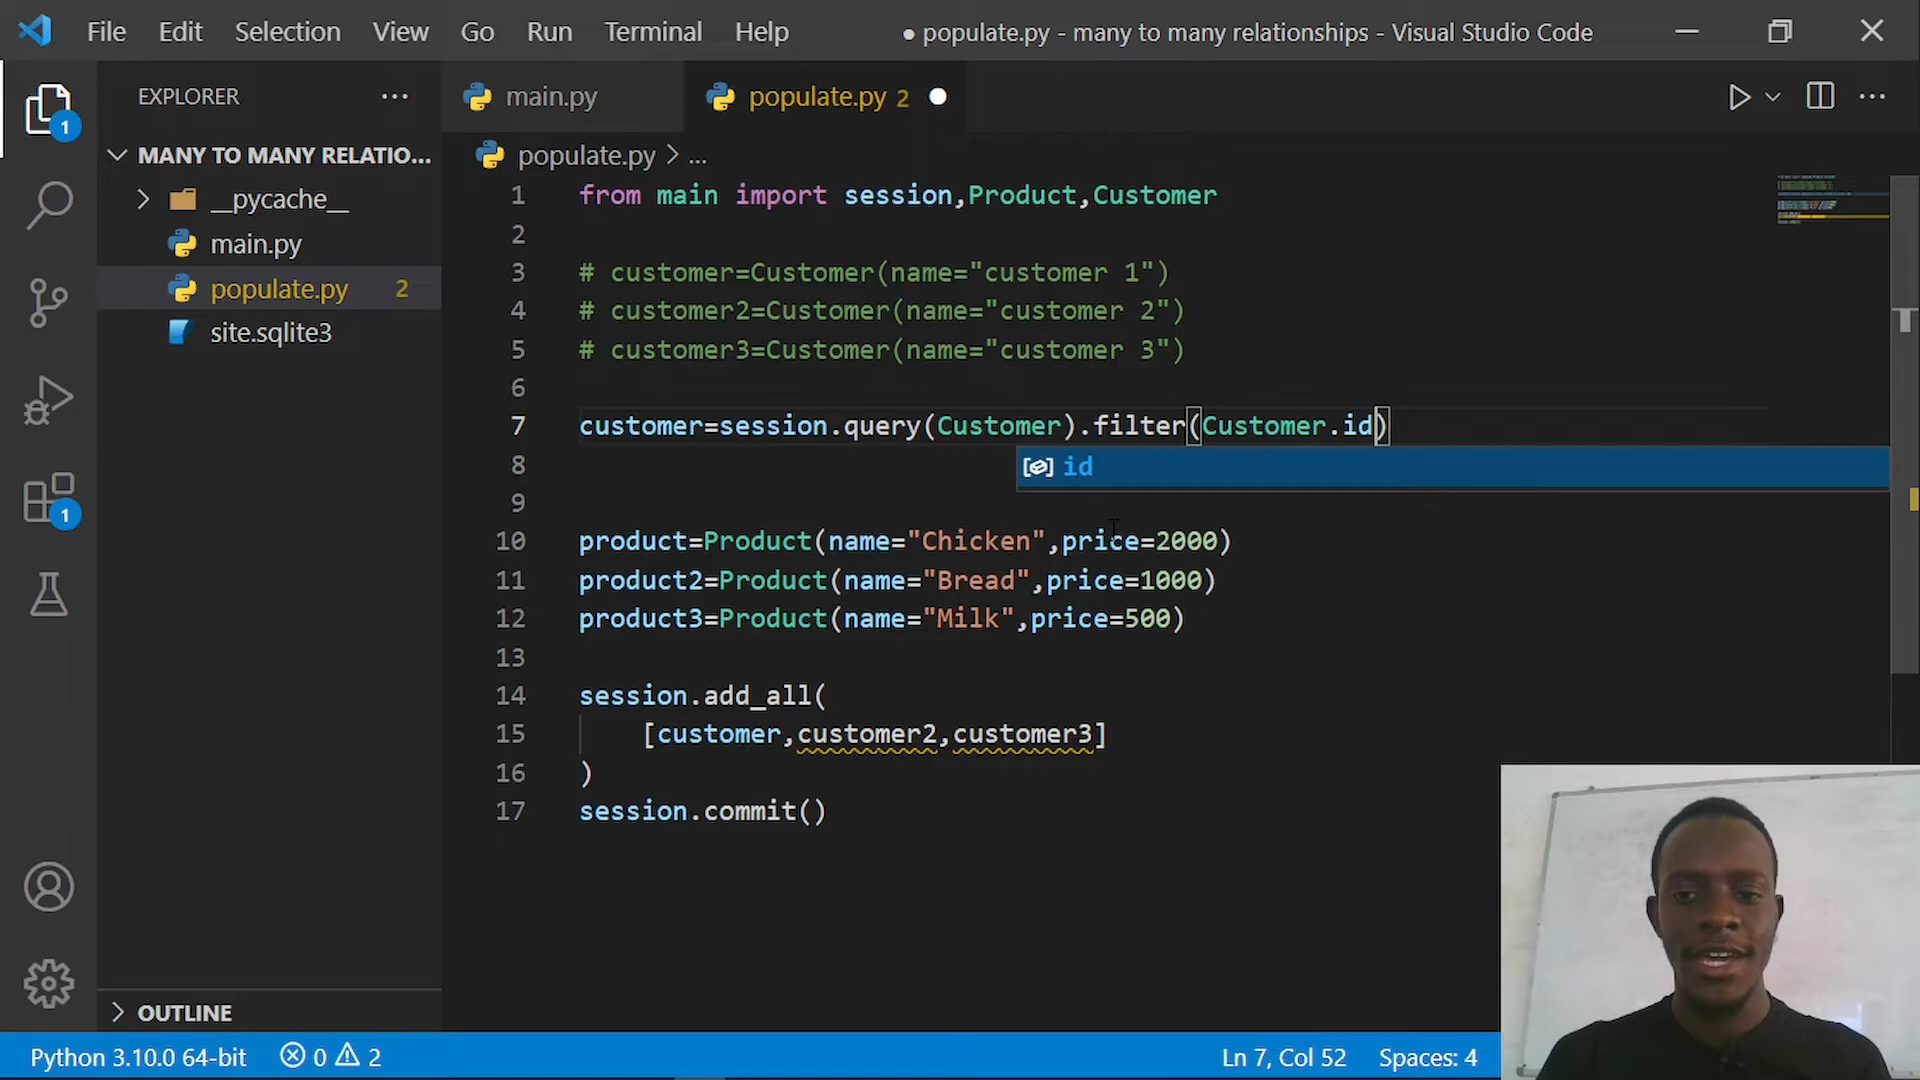 File Edit Selection View Go Run Terminal Help ● populate.py - many to many relationships - Visual Studio Code
EXPLORER ···
main.py
populate.py 2
1
MANY TO MANY RELATIO...
__pycache__
main.py
populate.py 2
site.sqlite3
1
OUTLINE
populate.py > ...
1 from main import session,Product,Customer
2
3 # customer=Customer(name="customer 1")
4 # customer2=Customer(name="customer 2")
5 # customer3=Customer(name="customer 3")
6
7 customer=session.query(Customer).filter(Customer.id)
id
8
9
10 product=Product(name="Chicken",price=2000)
11 product2=Product(name="Bread",price=1000)
12 product3=Product(name="Milk",price=500)
13
14 session.add_all(
15 [customer,customer2,customer3]
16 )
17 session.commit()
Python 3.10.0 64-bit 0 2 Ln 7, Col 52 Spaces: 4